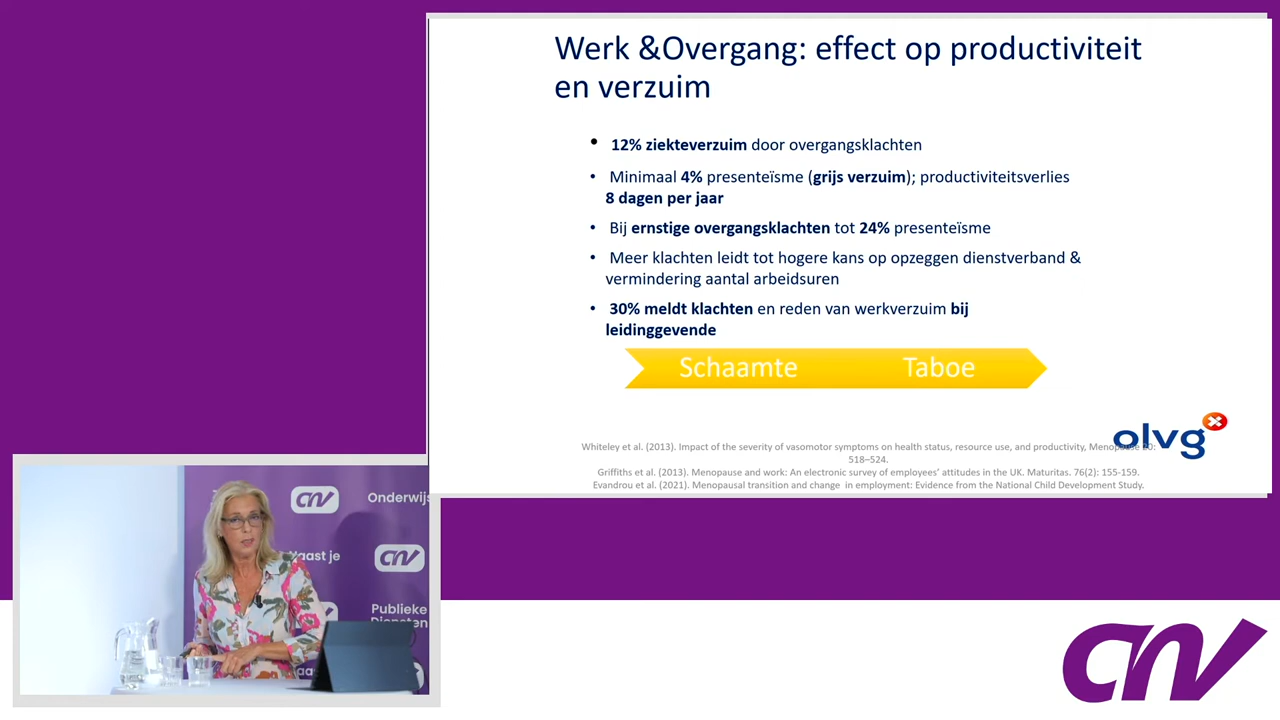 Werk &Overgang: effect op productiviteit
en verzuim
• 12% ziekteverzuim door overgangsklachten
• Minimaal 4% presenteïsme (grijs verzuim); productiviteitsverlies
8 dagen per jaar
• Bij ernstige overgangsklachten tot 24% presenteïsme
• Meer klachten leidt tot hogere kans op opzeggen dienstverband &
vermindering aantal arbeidsuren
• 30% meldt klachten en reden van werkverzuim bij
leidinggevende
Schaamte Taboe
olvg
Whiteley et al. (2013). Impact of the severity of vasomotor symptoms on health status, resource use, and productivity, Menopause 20:
518–524.
Griffiths et al. (2013). Menopause and work: An electronic survey of employees' attitudes in the UK. Maturitas. 76(2): 155-159.
Evandrou et al. (2021). Menopausal transition and change in employment: Evidence from the National Child Development Study.
CNV Onderwijs
Naast je CNV
Publieke
Diensten
CNV